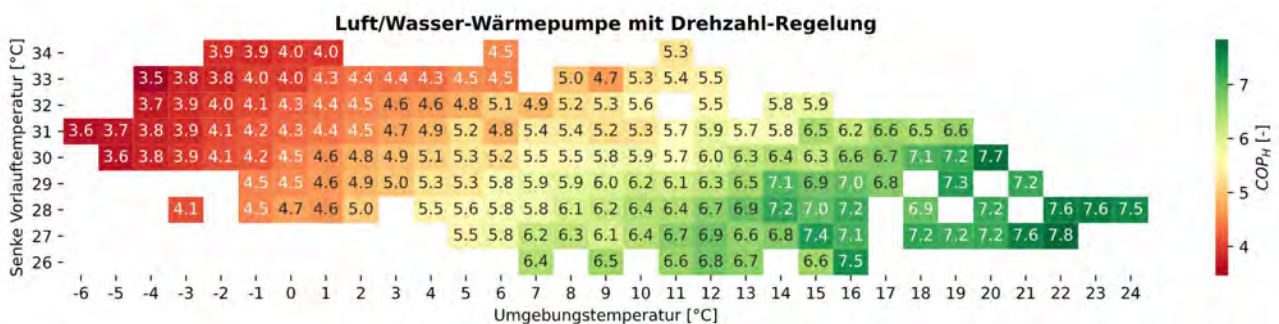 Luft/Wasser-Wärmepumpe mit Drehzahl-Regelung
34 3.9 3.9 4.0 4.0 4.5 5.3
33 3.5 3.8 3.8 4.0 4.0 4.3 4.4 4.4 4.3 4.5 4.5 5.0 4.7 5.3 5.4 5.5
32 3.7 3.9 4.0 4.1 4.3 4.4 4.5 4.6 4.6 4.8 5.1 4.9 5.2 5.3 5.6 5.5 5.8 5.9
31 3.6 3.7 3.8 3.9 4.1 4.2 4.3 4.4 4.5 4.7 4.9 5.2 4.8 5.4 5.4 5.2 5.3 5.7 5.9 5.7 5.8 6.5 6.2 6.6 6.5 6.6
30 3.6 3.8 3.9 4.1 4.2 4.5 4.6 4.8 4.9 5.1 5.3 5.2 5.5 5.5 5.8 5.9 5.7 6.0 6.3 6.4 6.3 6.6 6.7 7.1 7.2 7.7
29 4.5 4.5 4.6 4.9 5.0 5.3 5.3 5.8 5.9 5.9 6.0 6.2 6.1 6.3 6.5 7.1 6.9 7.0 6.8 7.3 7.2
28 4.1 4.5 4.7 4.6 5.0 5.5 5.6 5.8 5.8 6.1 6.2 6.4 6.4 6.7 6.9 7.2 7.0 7.2 6.9 7.2 7.6 7.6 7.5
27 5.5 5.8 6.2 6.3 6.1 6.4 6.7 6.9 6.6 6.8 7.4 7.1 7.2 7.2 7.2 7.6 7.8
26 6.4 6.5 6.6 6.8 6.7 6.6 7.5
-6 -5 -4 -3 -2 -1 0 1 2 3 4 5 6 7 8 9 10 11 12 13 14 15 16 17 18 19 20 21 22 23 24
Umgebungstemperatur [°C]
Senke Vorlauftemperatur [°C]
7
6
5
4
COP_H [-]